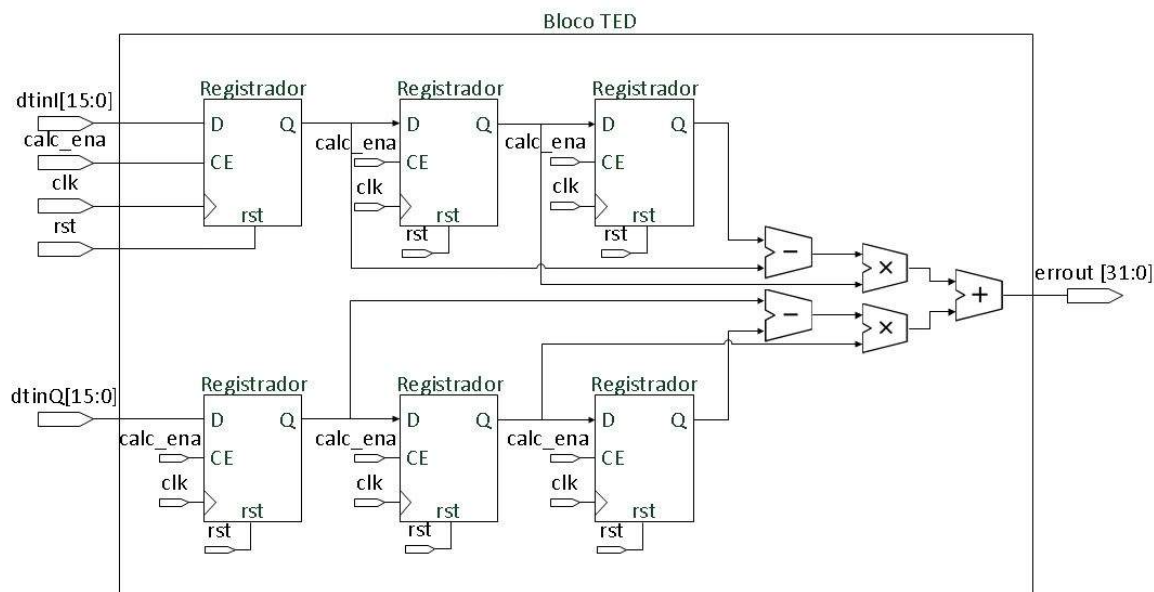 Bloco TED
Registrador
Registrador
Registrador
dtinI[15:0]
D
Q
D
Q
D
Q
calc_ena
CE
calc_ena
CE
calc_ena
CE
clk
clk
clk
rst
rst
rst
rst
rst
rst
−
×
errout [31:0]
+
−
×
Registrador
Registrador
Registrador
dtinQ[15:0]
D
Q
D
Q
D
Q
calc_ena
CE
calc_ena
CE
calc_ena
CE
clk
clk
clk
rst
rst
rst
rst
rst
rst